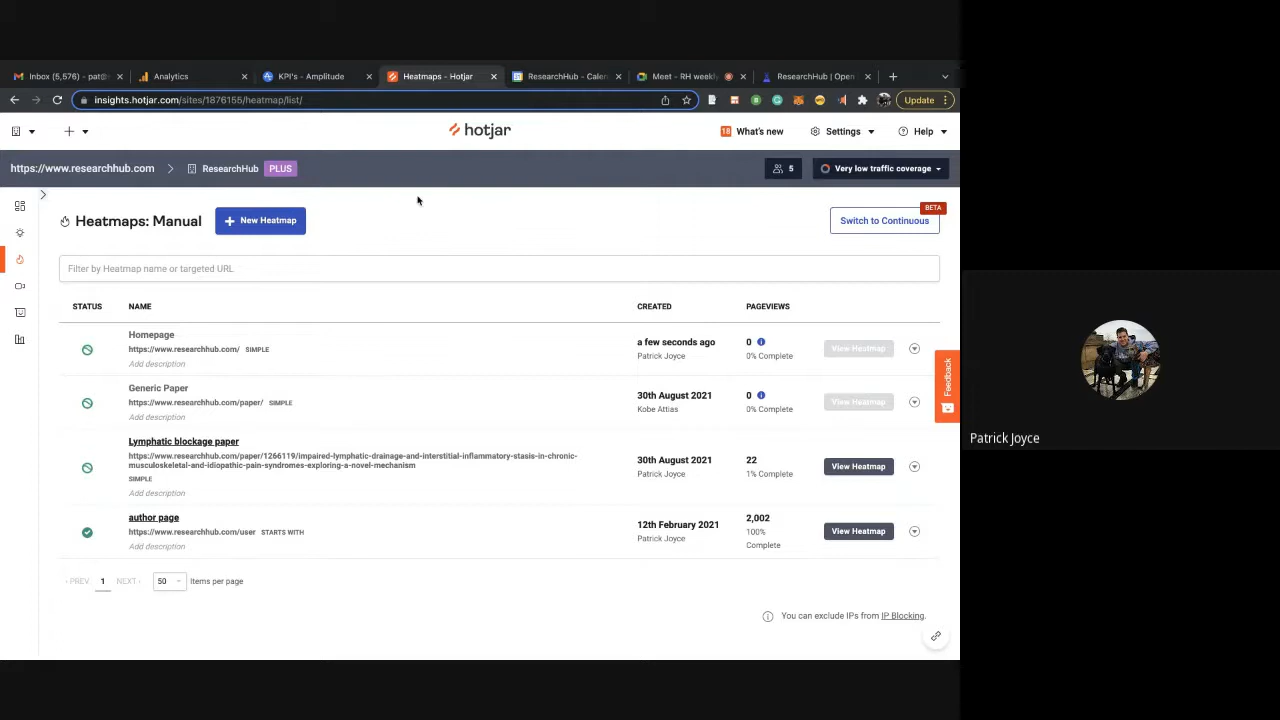 Inbox (5,576) - pat@
Analytics
KPI's - Amplitude
Heatmaps - Hotjar
ResearchHub - Calen
Meet - RH weekly
ResearchHub | Open
insights.hotjar.com/sites/1876155/heatmap/list/
Update
hotjar
18 What's new
Settings
Help
https://www.researchhub.com
ResearchHub PLUS
5
Very low traffic coverage
BETA
Heatmaps: Manual
+ New Heatmap
Switch to Continuous
Filter by Heatmap name or targeted URL
STATUS NAME CREATED PAGEVIEWS
Homepage
https://www.researchhub.com/ SIMPLE
Add description
a few seconds ago
Patrick Joyce
0
0% Complete
View Heatmap
Generic Paper
https://www.researchhub.com/paper/ SIMPLE
Add description
30th August 2021
Kobe Attias
0
0% Complete
View Heatmap
Lymphatic blockage paper
https://www.researchhub.com/paper/1266119/impaired-lymphatic-drainage-and-interstitial-inflammatory-stasis-in-chronic-
musculoskeletal-and-idiopathic-pain-syndromes-exploring-a-novel-mechanism
SIMPLE
Add description
30th August 2021
Patrick Joyce
22
1% Complete
View Heatmap
author page
https://www.researchhub.com/user STARTS WITH
Add description
12th February 2021
Patrick Joyce
2,002
100%
Complete
View Heatmap
‹ PREV 1 NEXT › 50 Items per page
You can exclude IPs from IP Blocking.
Feedback
Patrick Joyce